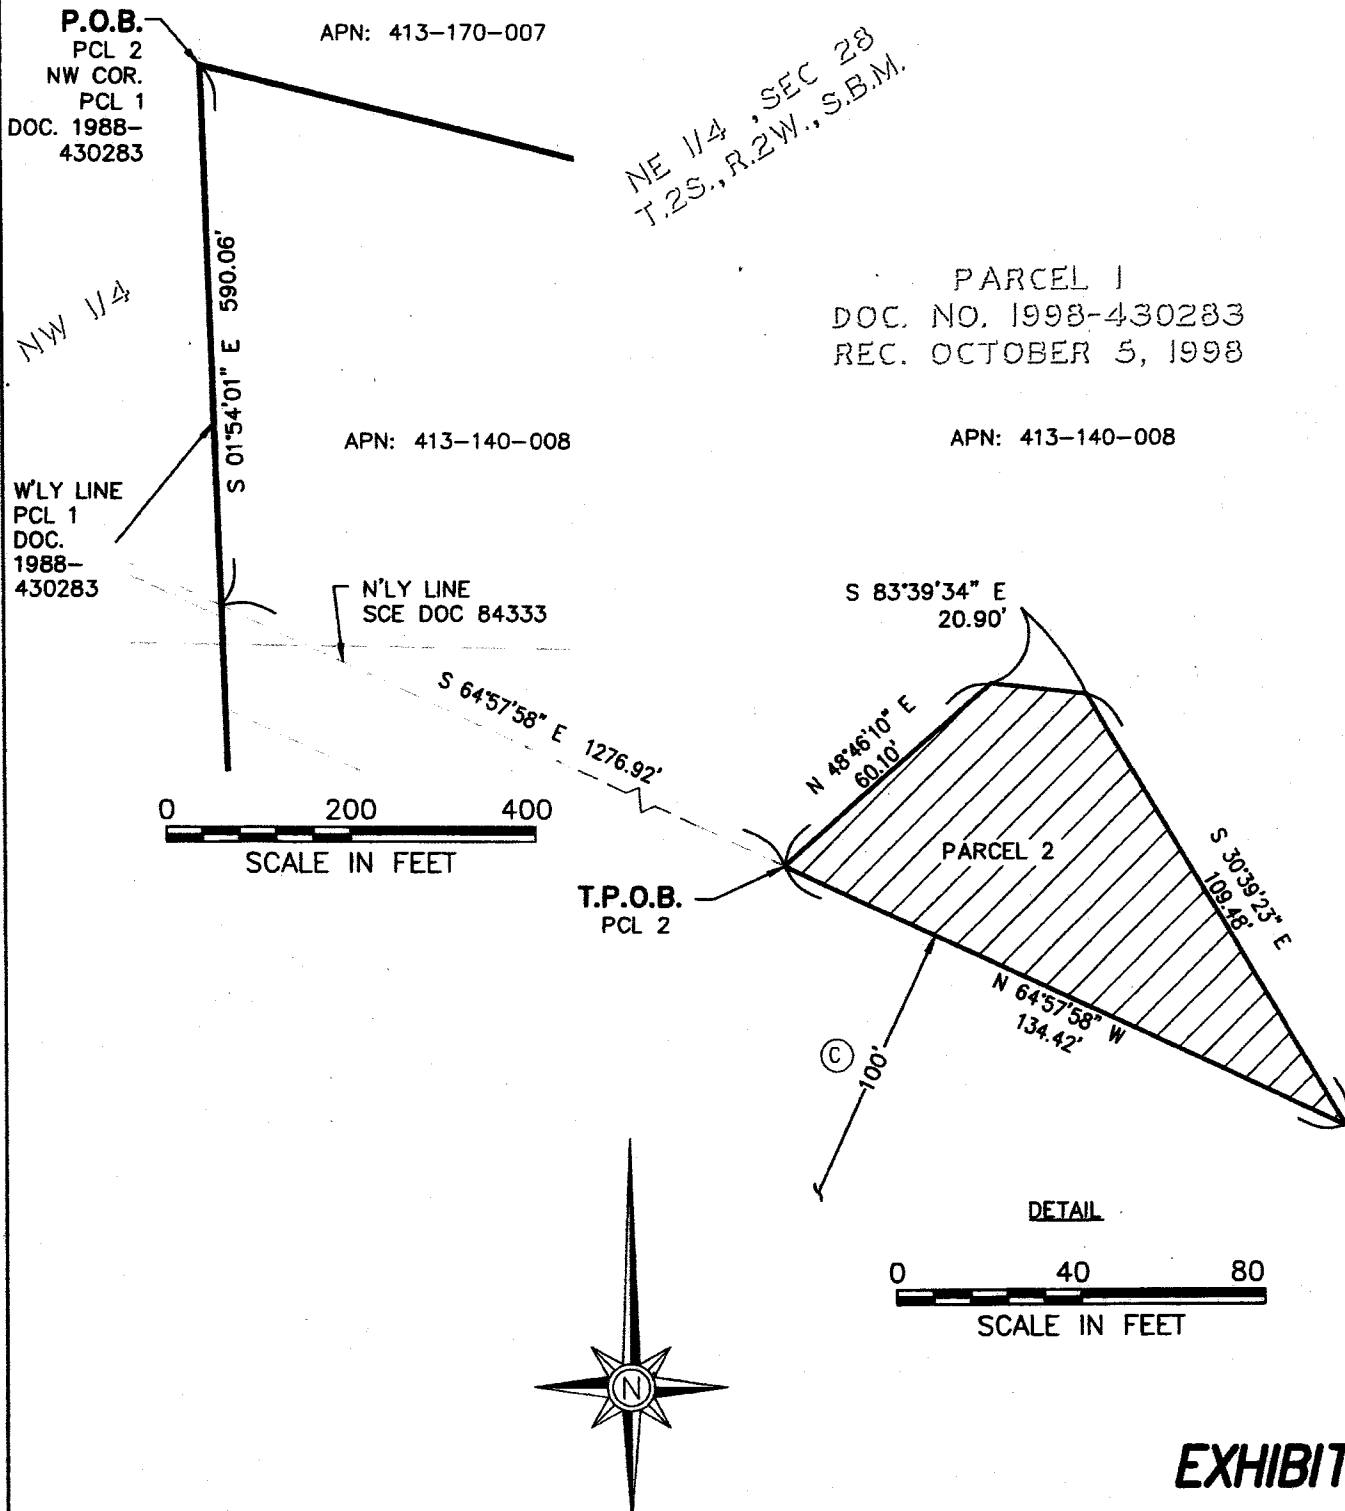 P.O.B.
PCL 2
NW COR.
PCL 1
DOC. 1988-
430283
APN: 413-170-007
NE 1/4 , SEC 28
T.2S., R.2W., S.B.M.
NW 1/4
S 01°54'01" E 590.06'
PARCEL 1
DOC. NO. 1998-430283
REC. OCTOBER 5, 1998
APN: 413-140-008
APN: 413-140-008
W'LY LINE
PCL 1
DOC.
1988-
430283
N'LY LINE
SCE DOC 84333
S 83°39'34" E
20.90'
S 64°57'58" E 1276.92'
N 48°46'10" E
60.10'
0 200 400
SCALE IN FEET
PARCEL 2
S 30°39'23" E
109.48'
T.P.O.B.
PCL 2
N 64°57'58" W
134.42'
C
100'
DETAIL
0 40 80
SCALE IN FEET
N
EXHIBIT